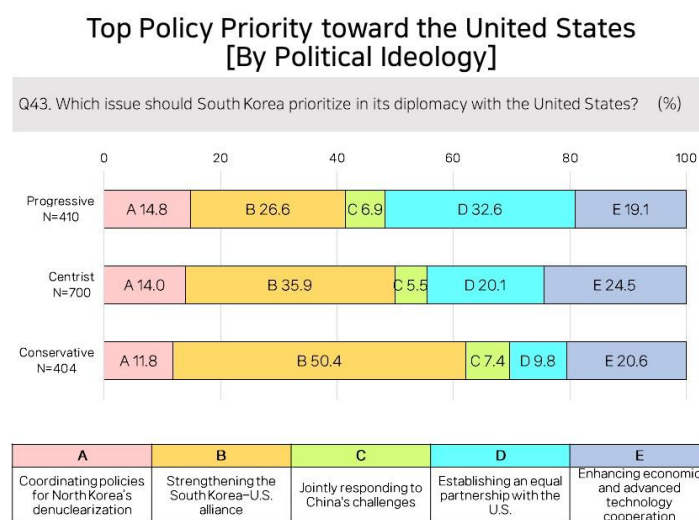 Top Policy Priority toward the United States
[By Political Ideology]
Q43. Which issue should South Korea prioritize in its diplomacy with the United States? (%)
0 20 40 60 80 100
Progressive
N=410
A 14.8 B 26.6 C 6.9 D 32.6 E 19.1
Centrist
N=700
A 14.0 B 35.9 C 5.5 D 20.1 E 24.5
Conservative
N=404
A 11.8 B 50.4 C 7.4 D 9.8 E 20.6
A B C D E
Coordinating policies
for North Korea's
denuclearization
Strengthening the
South Korea–U.S.
alliance
Jointly responding to
China's challenges
Establishing an equal
partnership with the
U.S.
Enhancing economic
and advanced
technology
cooperation